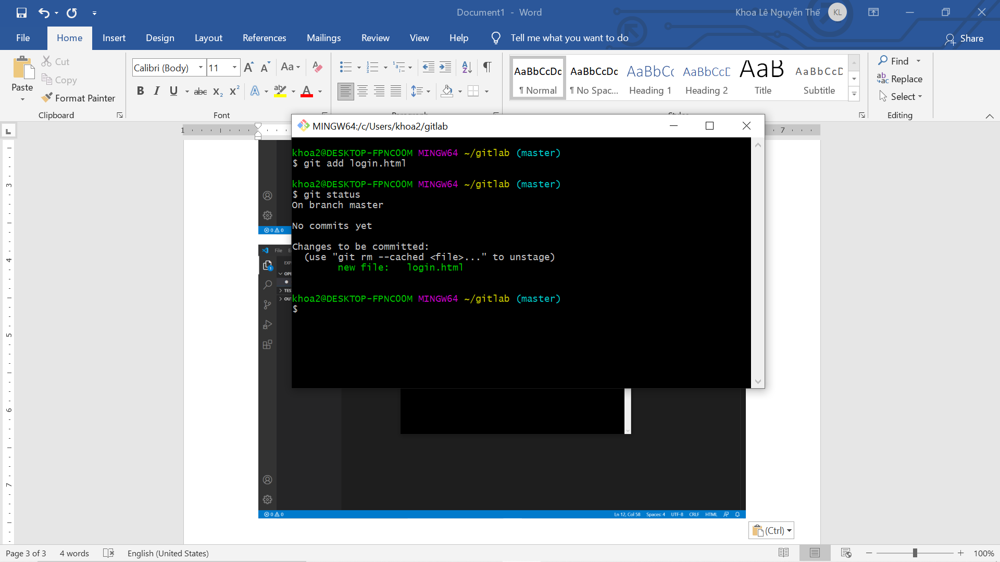 Document1 - Word
Khoa Lê Nguyễn Thế
KL
File
Home
Insert
Design
Layout
References
Mailings
Review
View
Help
Tell me what you want to do
Share
Paste
Cut
Copy
Format Painter
Clipboard
Calibri (Body)
11
Aa
Font
AaBbCcDc
¶ Normal
AaBbCcDc
¶ No Spac...
AaBbCc
Heading 1
AaBbCcD
Heading 2
AaB
Title
AaBbCcD
Subtitle
Find
Replace
Select
Editing
MINGW64:/c/Users/khoa2/gitlab
khoa2@DESKTOP-FPNCOOM MINGW64 ~/gitlab (master)
$ git add login.html
khoa2@DESKTOP-FPNCOOM MINGW64 ~/gitlab (master)
$ git status
On branch master
No commits yet
Changes to be committed:
(use "git rm --cached <file>..." to unstage)
new file: login.html
khoa2@DESKTOP-FPNCOOM MINGW64 ~/gitlab (master)
$
0 0
File
0 0
Ln 12, Col 58
Spaces: 4
UTF-8
CRLF
HTML
(Ctrl)
Page 3 of 3
4 words
English (United States)
100%